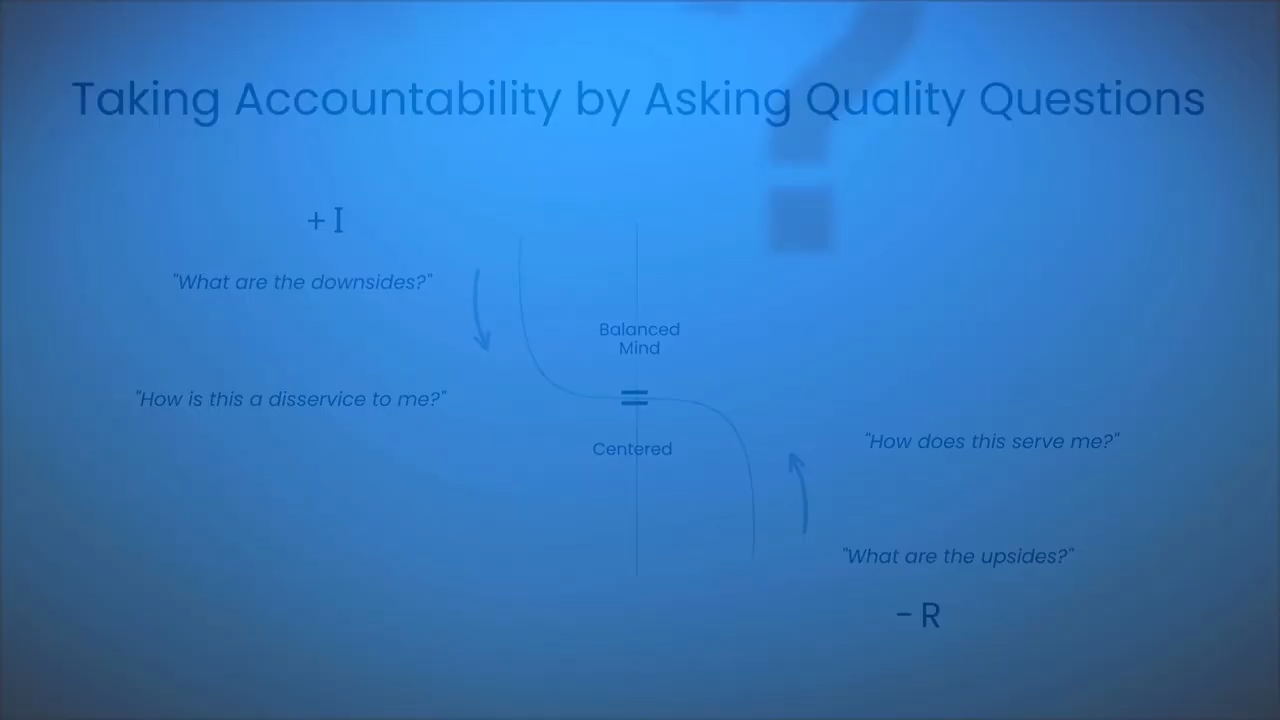 Taking Accountability by Asking Quality Questions
+ I
"What are the downsides?"
Balanced
Mind
"How is this a disservice to me?"
=
Centered
"How does this serve me?"
"What are the upsides?"
- R
?